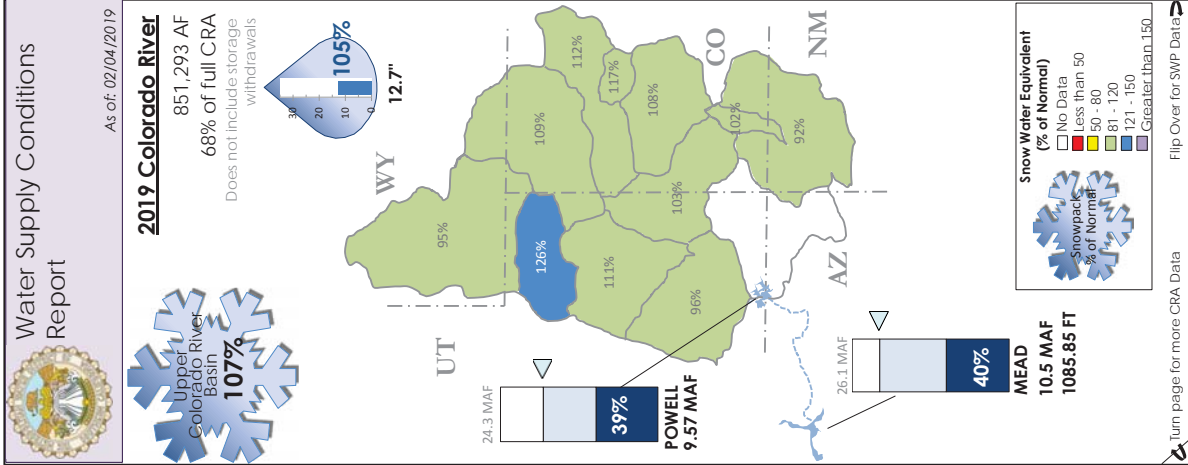 Water Supply Conditions
Report
As of: 02/04/2019
Upper
Colorado River
Basin
107%
2019 Colorado River
851,293 AF
68% of full CRA
Does not include storage
withdrawals
30
20
10
0
105%
12.7"
WY
UT
CO
AZ
NM
95%
126%
109%
112%
117%
111%
108%
103%
102%
96%
92%
24.3 MAF
39%
POWELL
9.57 MAF
26.1 MAF
40%
MEAD
10.5 MAF
1085.85 FT
Snowpack
% of Normal
Snow Water Equivalent
(% of Normal)
No Data
Less than 50
50 - 80
81 - 120
121 - 150
Greater than 150
Turn page for more CRA Data
Flip Over for SWP Data